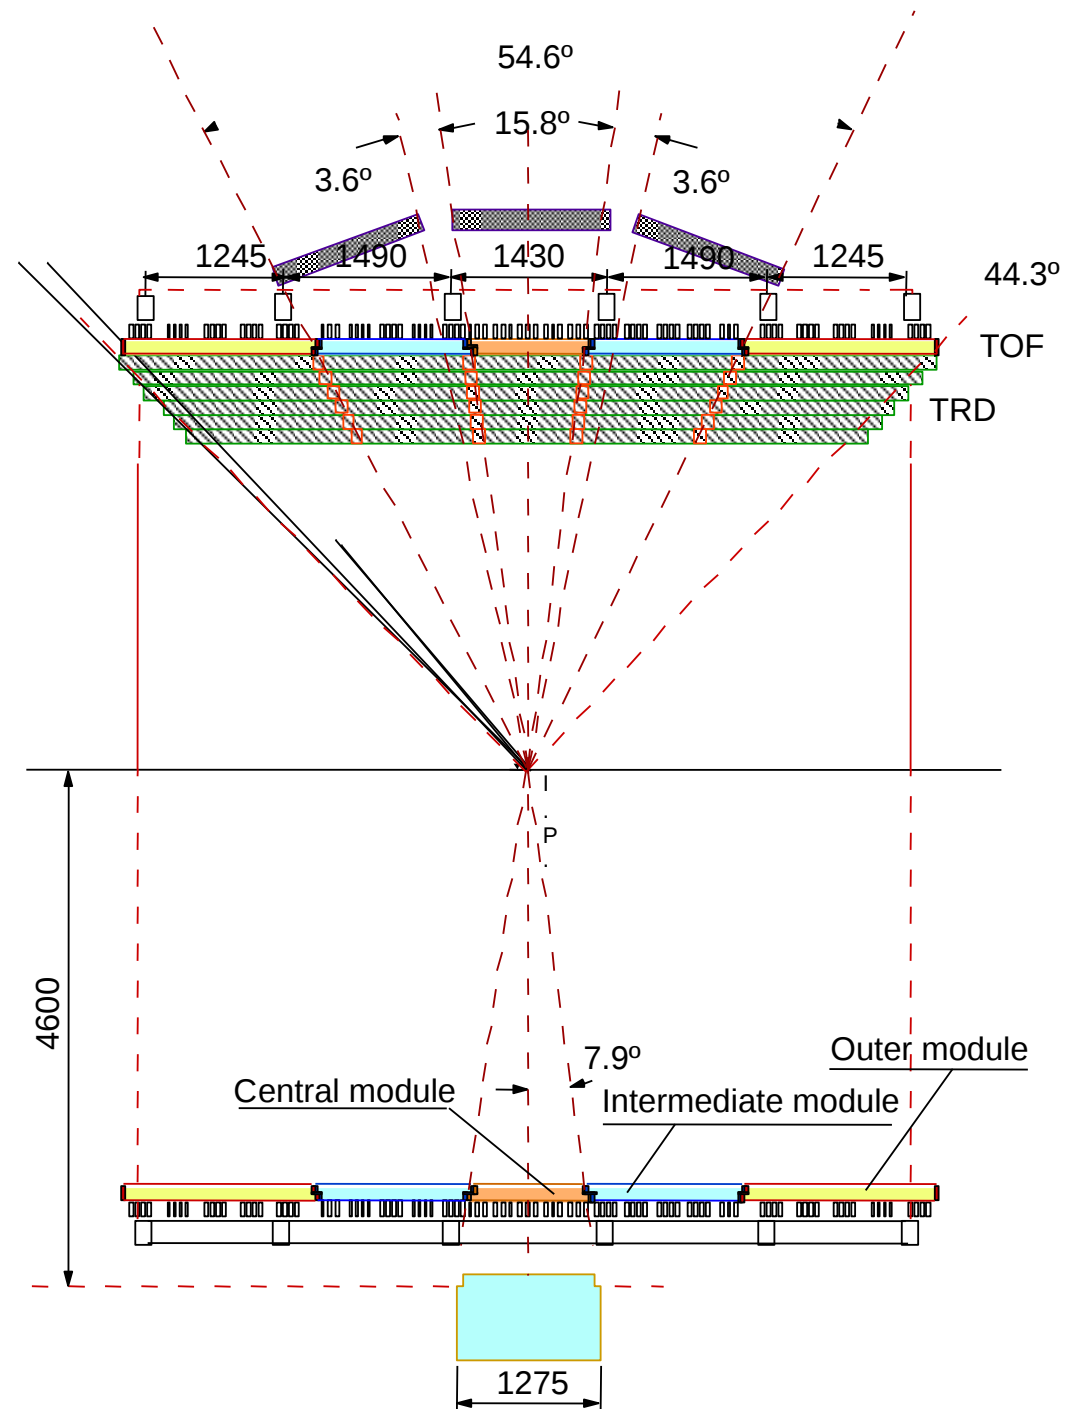 54.6º
15.8º
3.6º
3.6º
1245
1490
1430
1490
1245
44.3º
TOF
TRD
I
.
P
.
4600
7.9º
Outer module
Central module
Intermediate module
1275